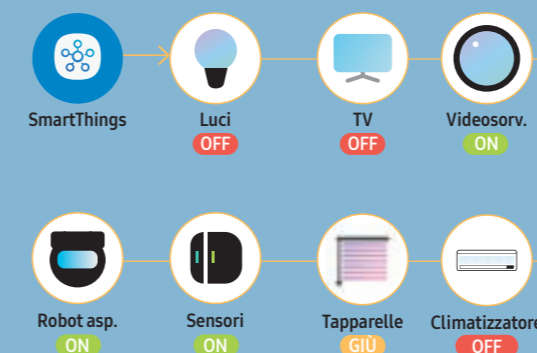 SmartThings
Luci
OFF
TV
OFF
Videosorv.
ON
Robot asp.
ON
Sensori
ON
Tapparelle
GIÙ
Climatizzatore
OFF